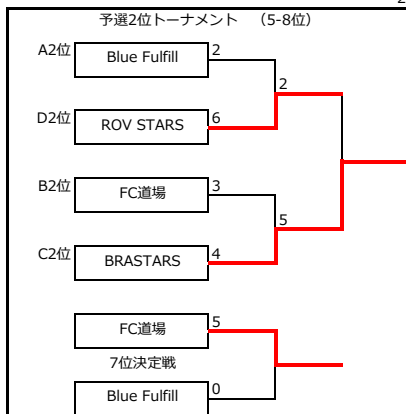 予選2位トーナメント　（5-8位）
A2位 Blue Fulfill 2
2
D2位 ROV STARS 6
B2位 FC道場 3
5
C2位 BRASTARS 4
FC道場 5
7位決定戦
Blue Fulfill 0